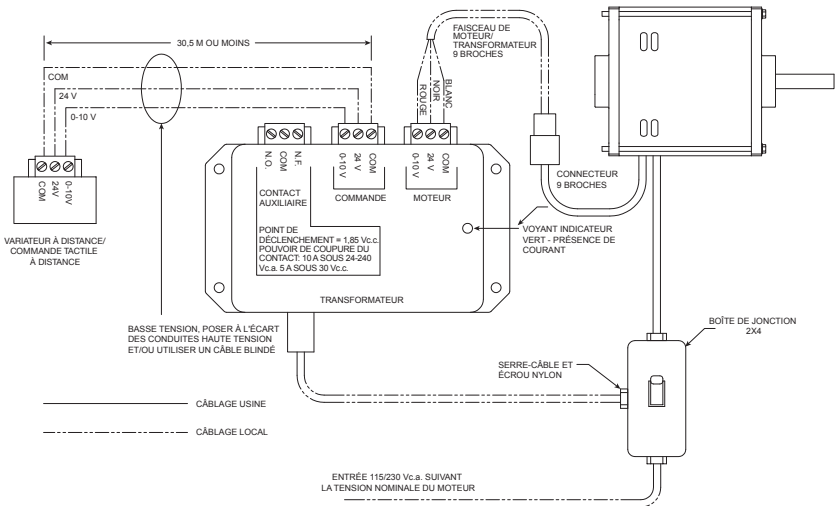 30,5 M OU MOINS
COM
24 V
0-10 V
COM
24V
0-10V
VARIATEUR À DISTANCE/
COMMANDE TACTILE
À DISTANCE
BASSE TENSION, POSER À L'ÉCART
DES CONDUITES HAUTE TENSION
ET/OU UTILISER UN CÂBLE BLINDÉ
FAISCEAU DE
MOTEUR/
TRANSFORMATEUR
9 BROCHES
ROUGE
NOIR
BLANC
N.O.
COM
N.F.
0-10 V
24 V
COM
0-10 V
24 V
COM
CONTACT
AUXILIAIRE
COMMANDE
MOTEUR
POINT DE
DÉCLENCHEMENT = 1,85 Vc.c.
POUVOIR DE COUPURE DU
CONTACT: 10 A SOUS 24-240
Vc.a. 5 A SOUS 30 Vc.c.
TRANSFORMATEUR
CONNECTEUR
9 BROCHES
VOYANT INDICATEUR
VERT - PRÉSENCE DE
COURANT
BOÎTE DE JONCTION
2X4
SERRE-CÂBLE ET
ÉCROU NYLON
CÂBLAGE USINE
CÂBLAGE LOCAL
ENTRÉE 115/230 Vc.a. SUIVANT
LA TENSION NOMINALE DU MOTEUR